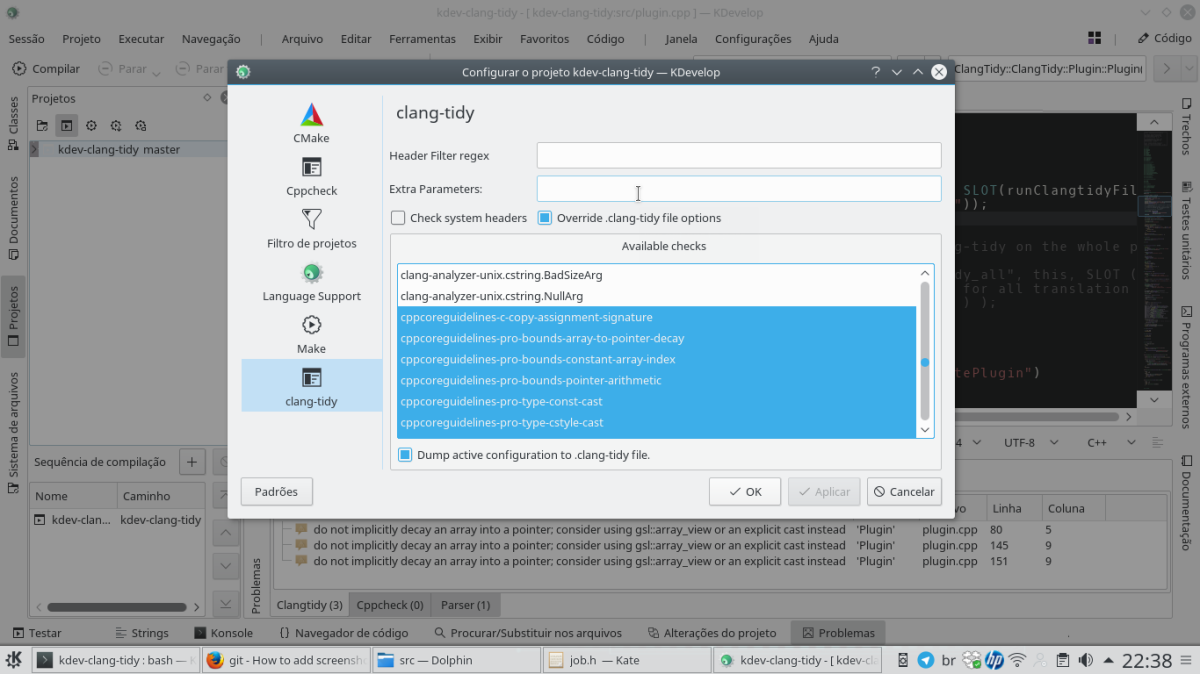 kdev-clang-tidy - [ kdev-clang-tidy:src/plugin.cpp ] — KDevelop
Sessão Projeto Executar Navegação | Arquivo Editar Ferramentas Exibir Favoritos Código | Janela Configurações Ajuda Código
Compilar Parar Parar ClangTidy::ClangTidy::Plugin::Plugin(
Configurar o projeto kdev-clang-tidy — KDevelop
Classes
Documentos
Projetos
Sistema de arquivos
Projetos
kdev-clang-tidy master
Sequência de compilação
Nome Caminho
kdev-clan... kdev-clang-tidy
CMake
Cppcheck
Filtro de projetos
Language Support
Make
clang-tidy
clang-tidy
Header Filter regex
Extra Parameters:
Check system headers Override .clang-tidy file options
Available checks
clang-analyzer-unix.cstring.BadSizeArg
clang-analyzer-unix.cstring.NullArg
cppcoreguidelines-c-copy-assignment-signature
cppcoreguidelines-pro-bounds-array-to-pointer-decay
cppcoreguidelines-pro-bounds-constant-array-index
cppcoreguidelines-pro-bounds-pointer-arithmetic
cppcoreguidelines-pro-type-const-cast
cppcoreguidelines-pro-type-cstyle-cast
Dump active configuration to .clang-tidy file.
Padrões OK Aplicar Cancelar
SLOT(runClangtidyFil
"));
g-tidy on the whole p
dy_all", this, SLOT (
for all translation
) );
tePlugin")
4 UTF-8 C++
Trechos
Testes unitários
Programas externos
Documentação
vo Linha Coluna
do not implicitly decay an array into a pointer; consider using gsl::array_view or an explicit cast instead 'Plugin' plugin.cpp 80 5
do not implicitly decay an array into a pointer; consider using gsl::array_view or an explicit cast instead 'Plugin' plugin.cpp 145 9
do not implicitly decay an array into a pointer; consider using gsl::array_view or an explicit cast instead 'Plugin' plugin.cpp 151 9
Problemas
Clangtidy (3) Cppcheck (0) Parser (1)
Testar Strings Konsole {} Navegador de código Procurar/Substituir nos arquivos Alterações do projeto Problemas
kdev-clang-tidy : bash — git - How to add screensh src — Dolphin job.h — Kate kdev-clang-tidy - [ kdev-cla br hp 22:38